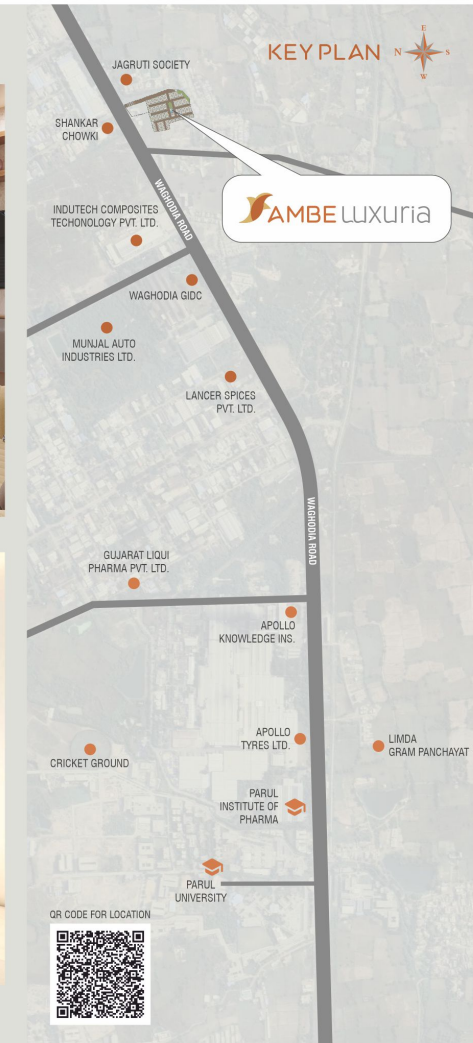 KEY PLAN
E
N
S
W
JAGRUTI SOCIETY
SHANKAR
CHOWKI
AMBE LUXURIA
WAGHODIA ROAD
INDUTECH COMPOSITES
TECHONOLOGY PVT. LTD.
WAGHODIA GIDC
MUNJAL AUTO
INDUSTRIES LTD.
LANCER SPICES
PVT. LTD.
WAGHODIA ROAD
GUJARAT LIQUI
PHARMA PVT. LTD.
APOLLO
KNOWLEDGE INS.
APOLLO
TYRES LTD.
LIMDA
GRAM PANCHAYAT
CRICKET GROUND
PARUL
INSTITUTE OF
PHARMA
PARUL
UNIVERSITY
QR CODE FOR LOCATION